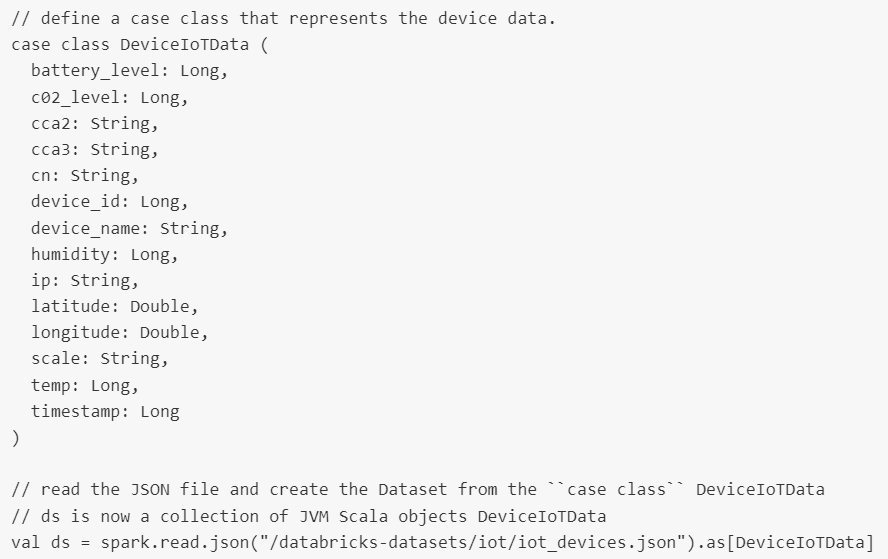 // define a case class that represents the device data.
case class DeviceIoTData (
  battery_level: Long,
  c02_level: Long,
  cca2: String,
  cca3: String,
  cn: String,
  device_id: Long,
  device_name: String,
  humidity: Long,
  ip: String,
  latitude: Double,
  longitude: Double,
  scale: String,
  temp: Long,
  timestamp: Long
)

// read the JSON file and create the Dataset from the ``case class`` DeviceIoTData
// ds is now a collection of JVM Scala objects DeviceIoTData
val ds = spark.read.json("/databricks-datasets/iot/iot_devices.json").as[DeviceIoTData]